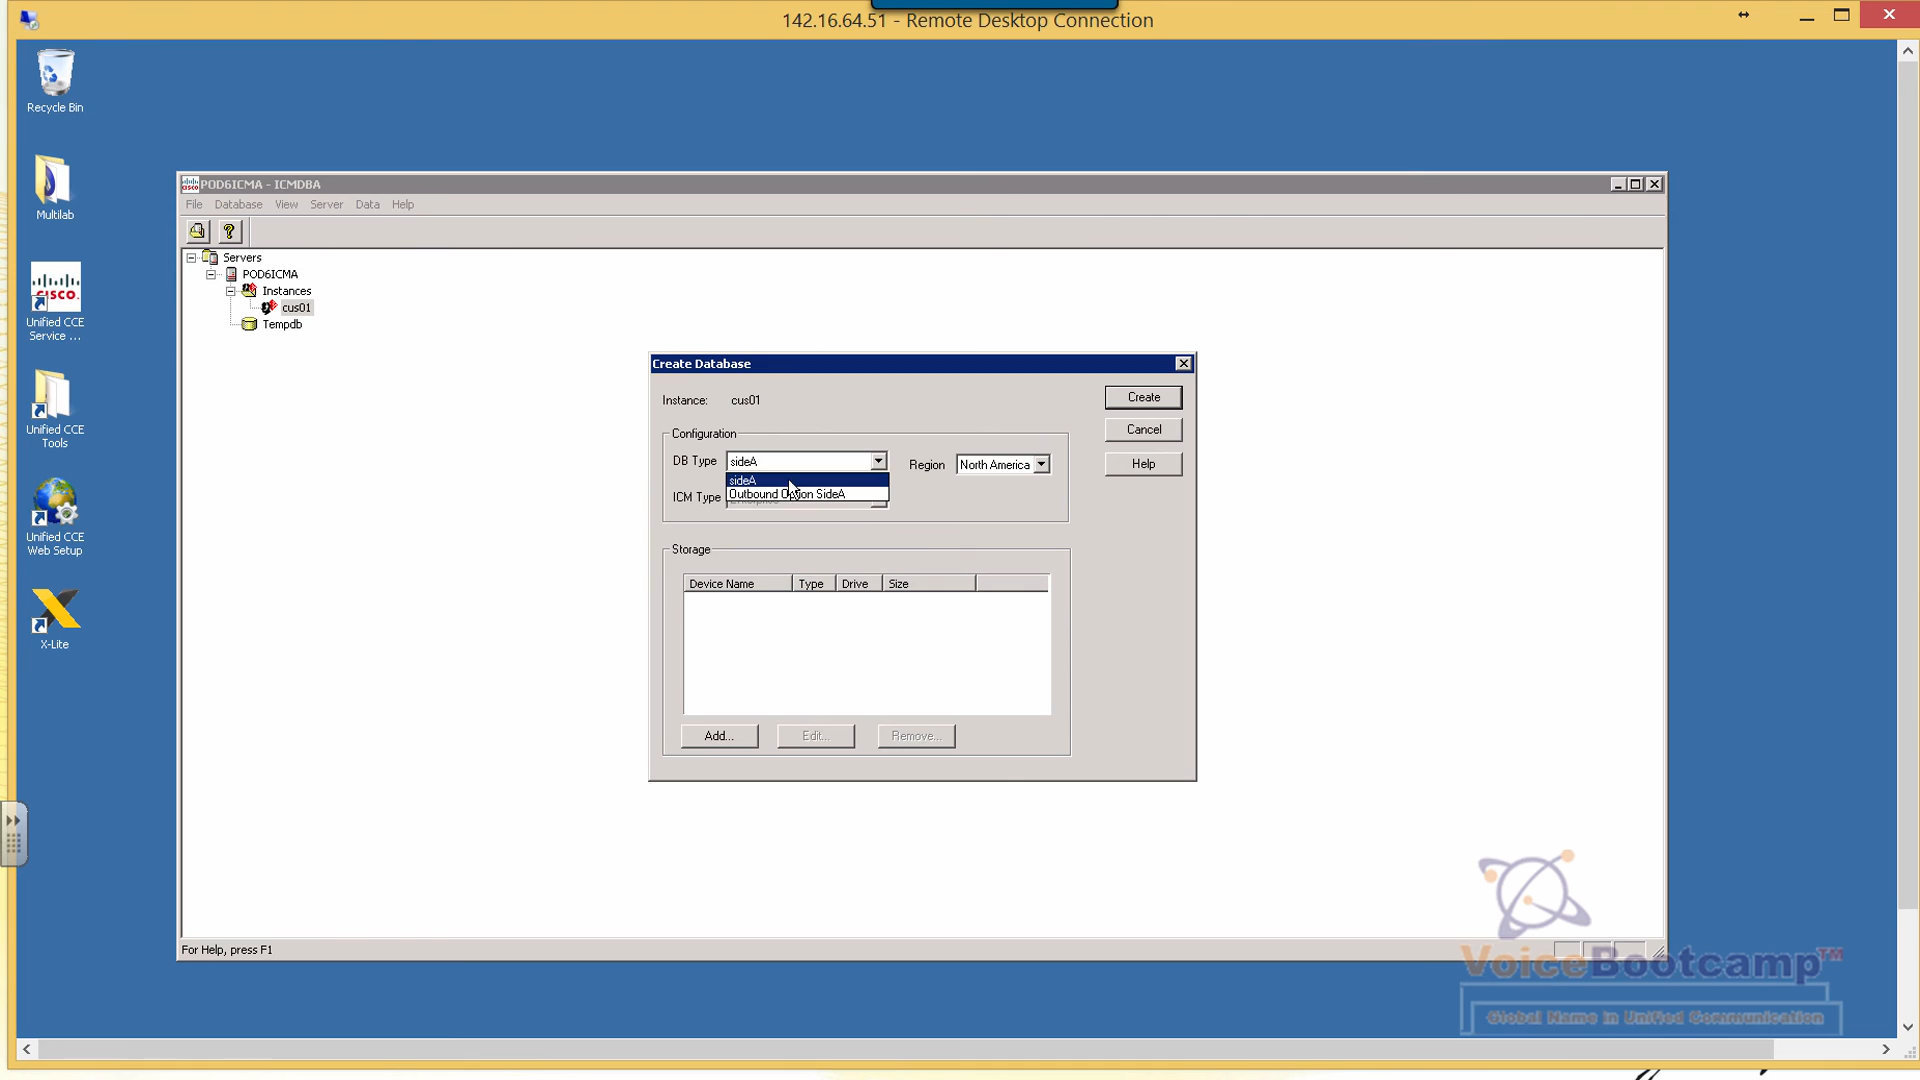 142.16.64.51 - Remote Desktop Connection
Recycle Bin
Multilab
CISCO.
Unified CCE
Service ...
Unified CCE
Tools
Unified CCE
Web Setup
X-Lite
CISCO POD6ICMA - ICMDBA
File Database View Server Data Help
Servers
POD6ICMA
Instances
cus01
Tempdb
Create Database
Instance: cus01
Create
Cancel
Help
Configuration
DB Type sideA
Region North America
sideA
Outbound Option SideA
ICM Type
Storage
Device Name Type Drive Size
Add... Edit... Remove...
For Help, press F1
VoiceBootcamp™
Global Name in Unified Communication